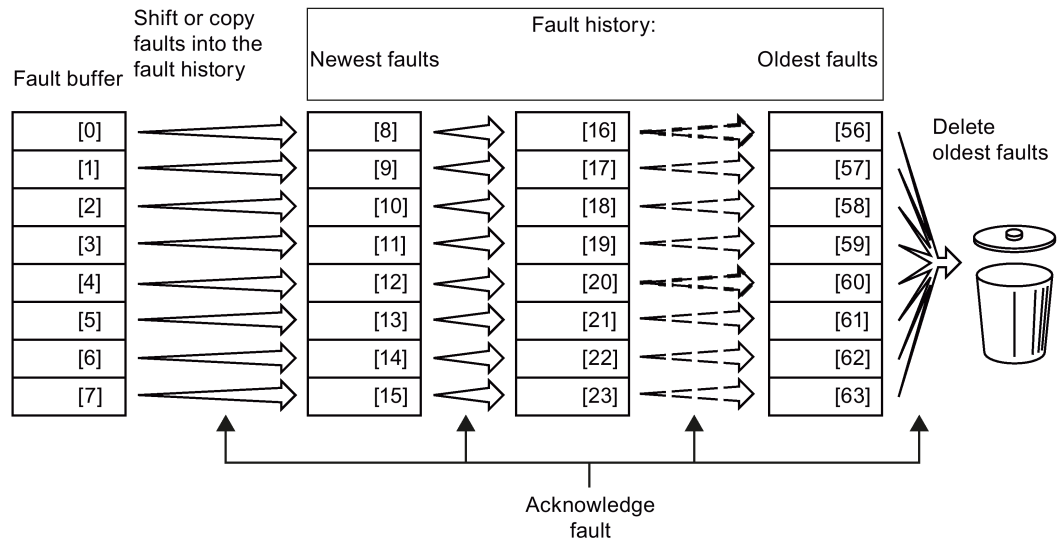 Shift or copy
faults into the
fault history
Fault history:
Fault buffer
Newest faults
Oldest faults
[0]
[8]
[16]
[56]
Delete
oldest faults
[1]
[9]
[17]
[57]
[2]
[10]
[18]
[58]
[3]
[11]
[19]
[59]
[4]
[12]
[20]
[60]
[5]
[13]
[21]
[61]
[6]
[14]
[22]
[62]
[7]
[15]
[23]
[63]
Acknowledge
fault